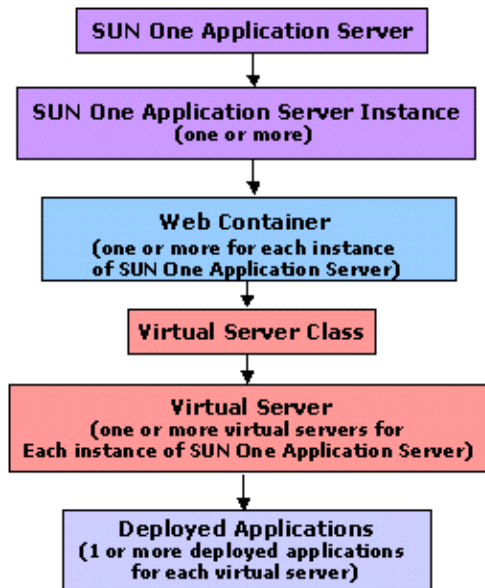 SUN One Application Server
SUN One Application Server Instance
(one or more)
Web Container
(one or more for each instance
of SUN One Application Server)
Virtual Server Class
Virtual Server
(one or more virtual servers for
Each instance of SUN One Application Server)
Deployed Applications
(1 or more deployed applications
for each virtual server)